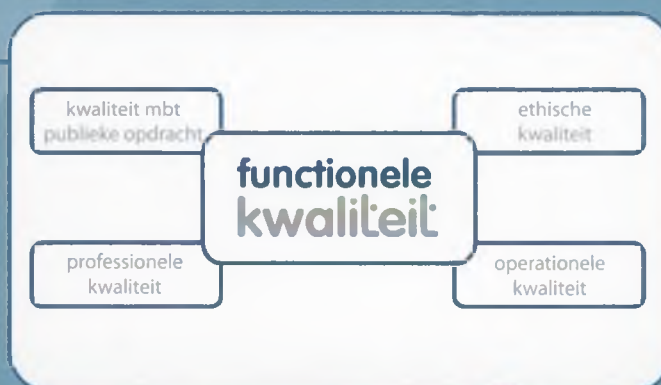 kwaliteit mbt
publieke opdracht
ethische
kwaliteit
functionele
kwaliteit
professionele
kwaliteit
operationele
kwaliteit